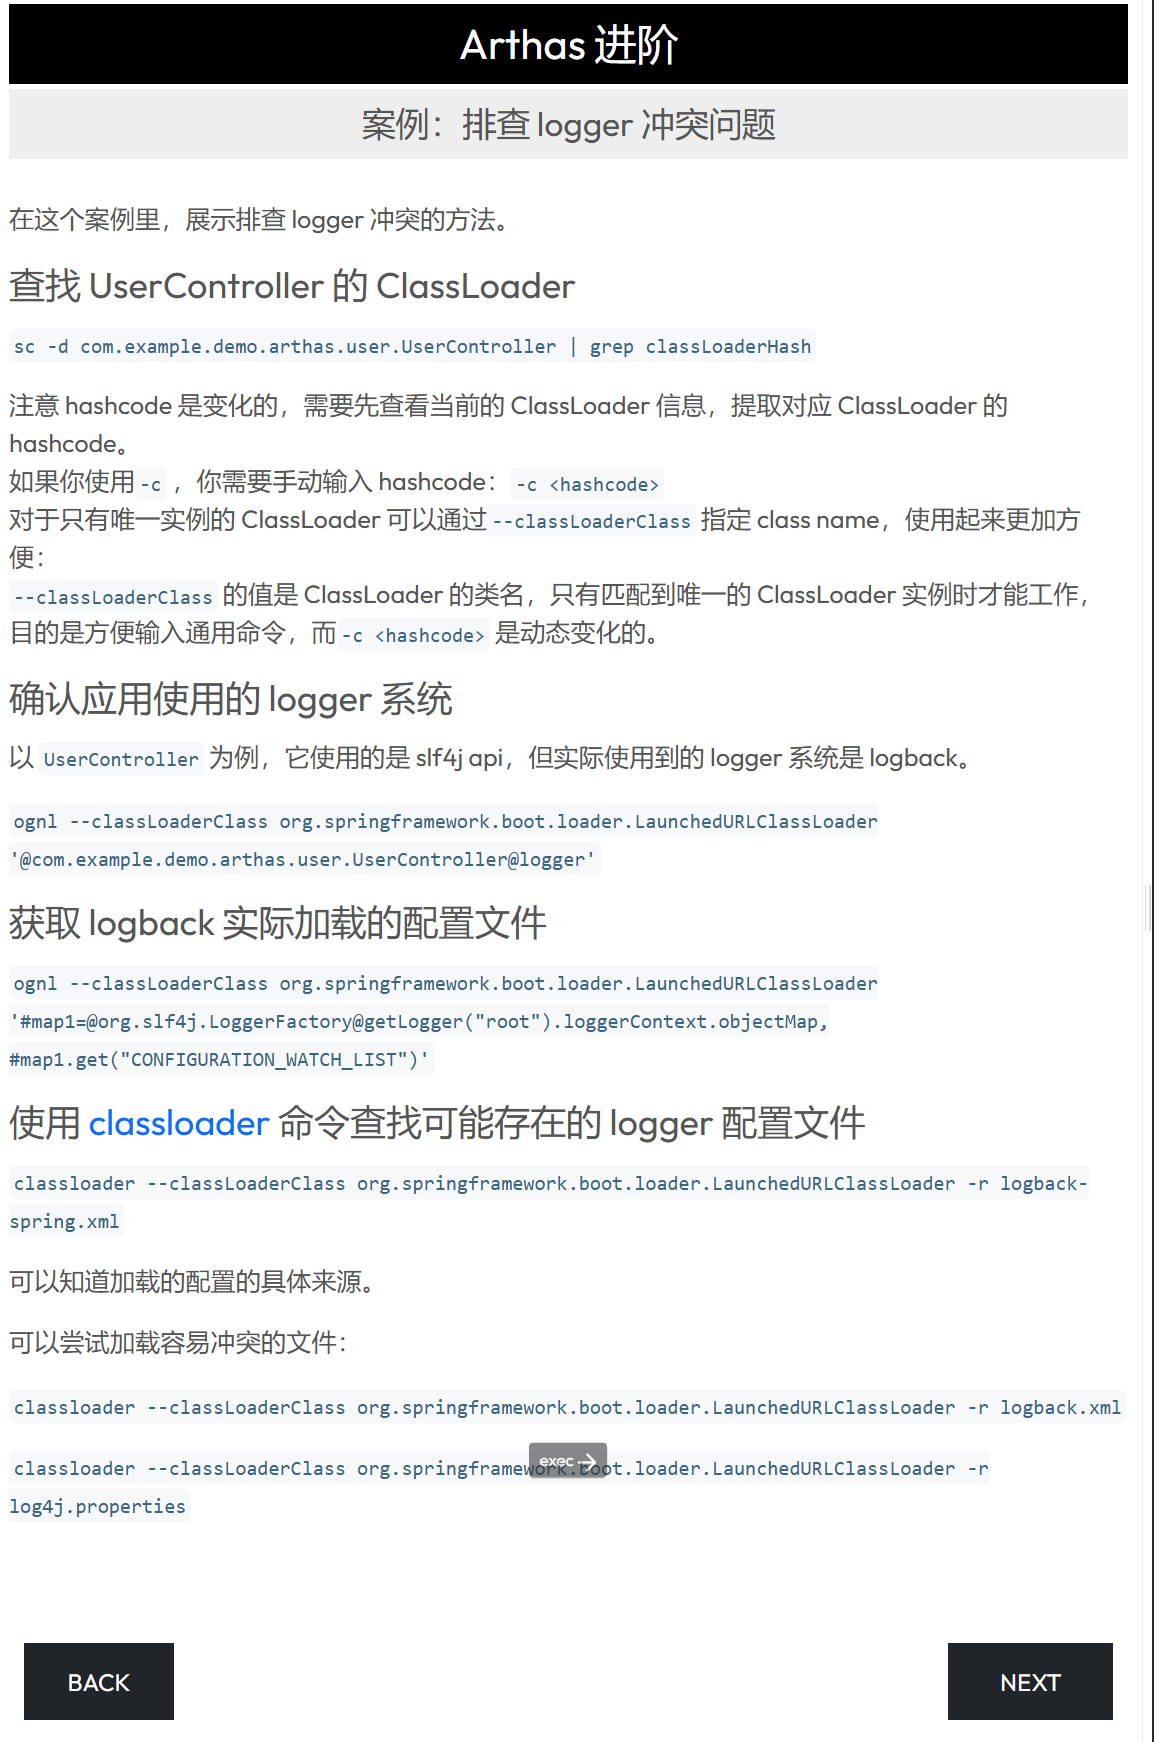 Arthas 进阶
案例：排查 logger 冲突问题
在这个案例里，展示排查 logger 冲突的方法。
查找 UserController 的 ClassLoader
sc -d com.example.demo.arthas.user.UserController | grep classLoaderHash
注意 hashcode 是变化的，需要先查看当前的 ClassLoader 信息，提取对应 ClassLoader 的
hashcode。
如果你使用 -c ，你需要手动输入 hashcode： -c <hashcode>
对于只有唯一实例的 ClassLoader 可以通过 --classLoaderClass 指定 class name，使用起来更加方
便：
--classLoaderClass 的值是 ClassLoader 的类名，只有匹配到唯一的 ClassLoader 实例时才能工作，
目的是方便输入通用命令，而 -c <hashcode> 是动态变化的。
确认应用使用的 logger 系统
以 UserController 为例，它使用的是 slf4j api，但实际使用到的 logger 系统是 logback。
ognl --classLoaderClass org.springframework.boot.loader.LaunchedURLClassLoader
'@com.example.demo.arthas.user.UserController@logger'
获取 logback 实际加载的配置文件
ognl --classLoaderClass org.springframework.boot.loader.LaunchedURLClassLoader
'#map1=@org.slf4j.LoggerFactory@getLogger("root").loggerContext.objectMap,
#map1.get("CONFIGURATION_WATCH_LIST")'
使用 classloader 命令查找可能存在的 logger 配置文件
classloader --classLoaderClass org.springframework.boot.loader.LaunchedURLClassLoader -r logback-
spring.xml
可以知道加载的配置的具体来源。
可以尝试加载容易冲突的文件：
classloader --classLoaderClass org.springframework.boot.loader.LaunchedURLClassLoader -r logback.xml
exec →
classloader --classLoaderClass org.springframework.boot.loader.LaunchedURLClassLoader -r
log4j.properties
BACK
NEXT